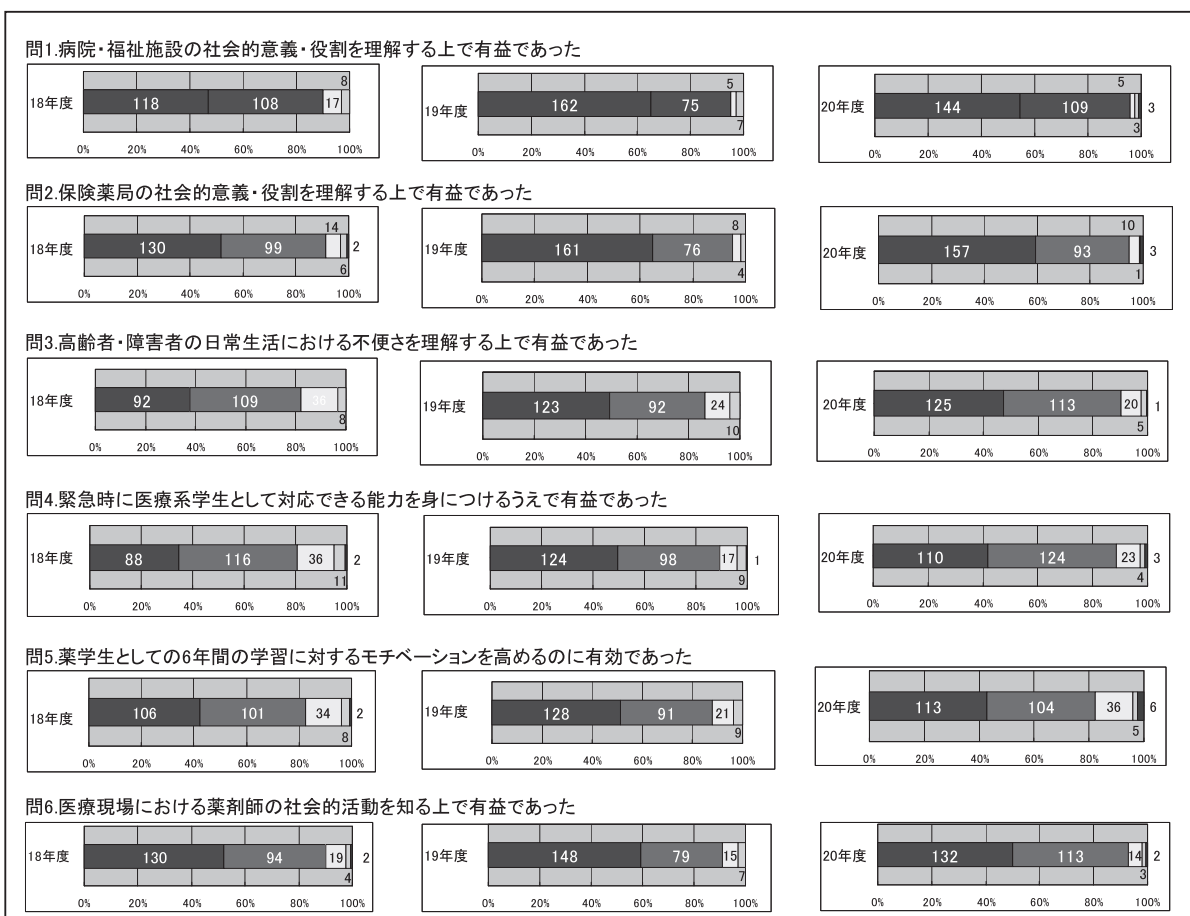 問1.病院・福祉施設の社会的意義・役割を理解する上で有益であった
8
18年度 118 108 17
0% 20% 40% 60% 80% 100%
5
19年度 162 75
7
0% 20% 40% 60% 80% 100%
5
20年度 144 109 3
3
0% 20% 40% 60% 80% 100%
問2.保険薬局の社会的意義・役割を理解する上で有益であった
14
18年度 130 99 2
6
0% 20% 40% 60% 80% 100%
8
19年度 161 76
4
0% 20% 40% 60% 80% 100%
10
20年度 157 93 3
1
0% 20% 40% 60% 80% 100%
問3.高齢者・障害者の日常生活における不便さを理解する上で有益であった
18年度 92 109 36
8
0% 20% 40% 60% 80% 100%
19年度 123 92 24
10
0% 20% 40% 60% 80% 100%
20年度 125 113 20 1
5
0% 20% 40% 60% 80% 100%
問4.緊急時に医療系学生として対応できる能力を身につけるうえで有益であった
18年度 88 116 36 2
11
0% 20% 40% 60% 80% 100%
19年度 124 98 17 1
9
0% 20% 40% 60% 80% 100%
20年度 110 124 23 3
4
0% 20% 40% 60% 80% 100%
問5.薬学生としての6年間の学習に対するモチベーションを高めるのに有効であった
18年度 106 101 34 2
8
0% 20% 40% 60% 80% 100%
19年度 128 91 21
9
0% 20% 40% 60% 80% 100%
20年度 113 104 36 6
5
0% 20% 40% 60% 80% 100%
問6.医療現場における薬剤師の社会的活動を知る上で有益であった
18年度 130 94 19 2
4
0% 20% 40% 60% 80% 100%
19年度 148 79 15
7
0% 20% 40% 60% 80% 100%
20年度 132 113 14 2
3
0% 20% 40% 60% 80% 100%